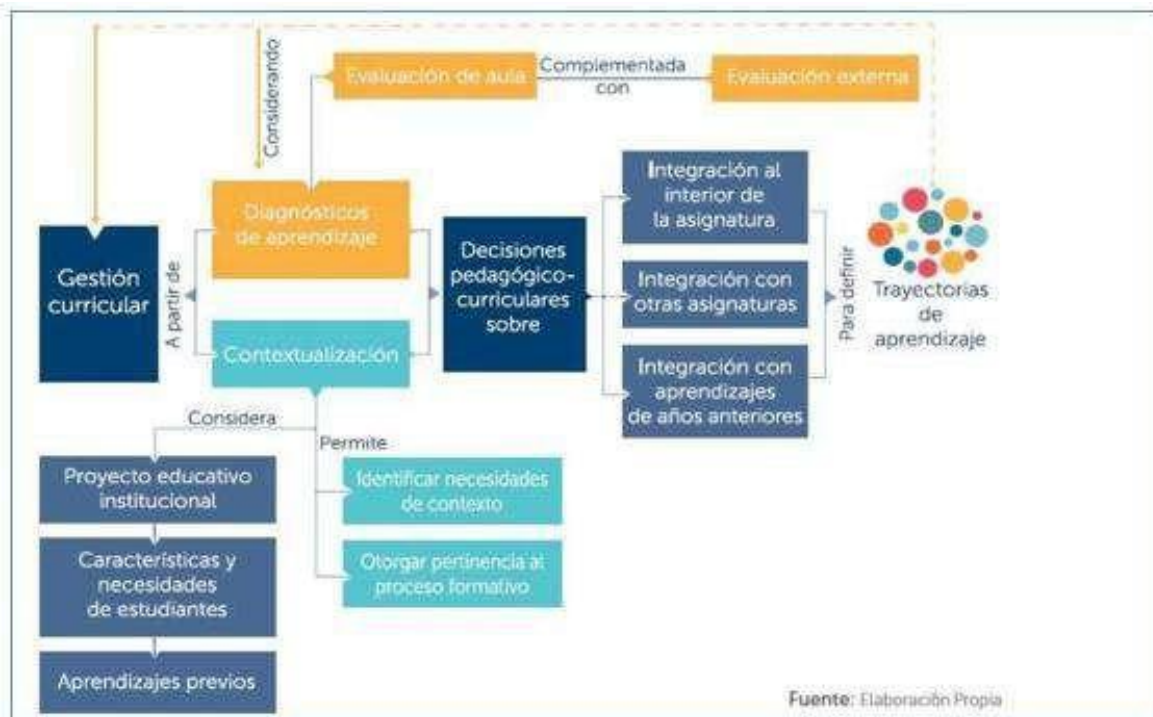 Considerando
Evaluación de aula
Complementada
con
Evaluación externa
Gestión
curricular
A partir de
Diagnósticos
de aprendizaje
Contextualización
Decisiones
pedagógico-
curriculares
sobre
Integración al
interior de
la asignatura
Integración con
otras asignaturas
Integración con
aprendizajes
de años anteriores
Para definir
Trayectorias
de
aprendizaje
Considera
Permite
Proyecto educativo
institucional
Características y
necesidades
de estudiantes
Aprendizajes previos
Identificar necesidades
de contexto
Otorgar pertinencia al
proceso formativo
Fuente: Elaboración Propia